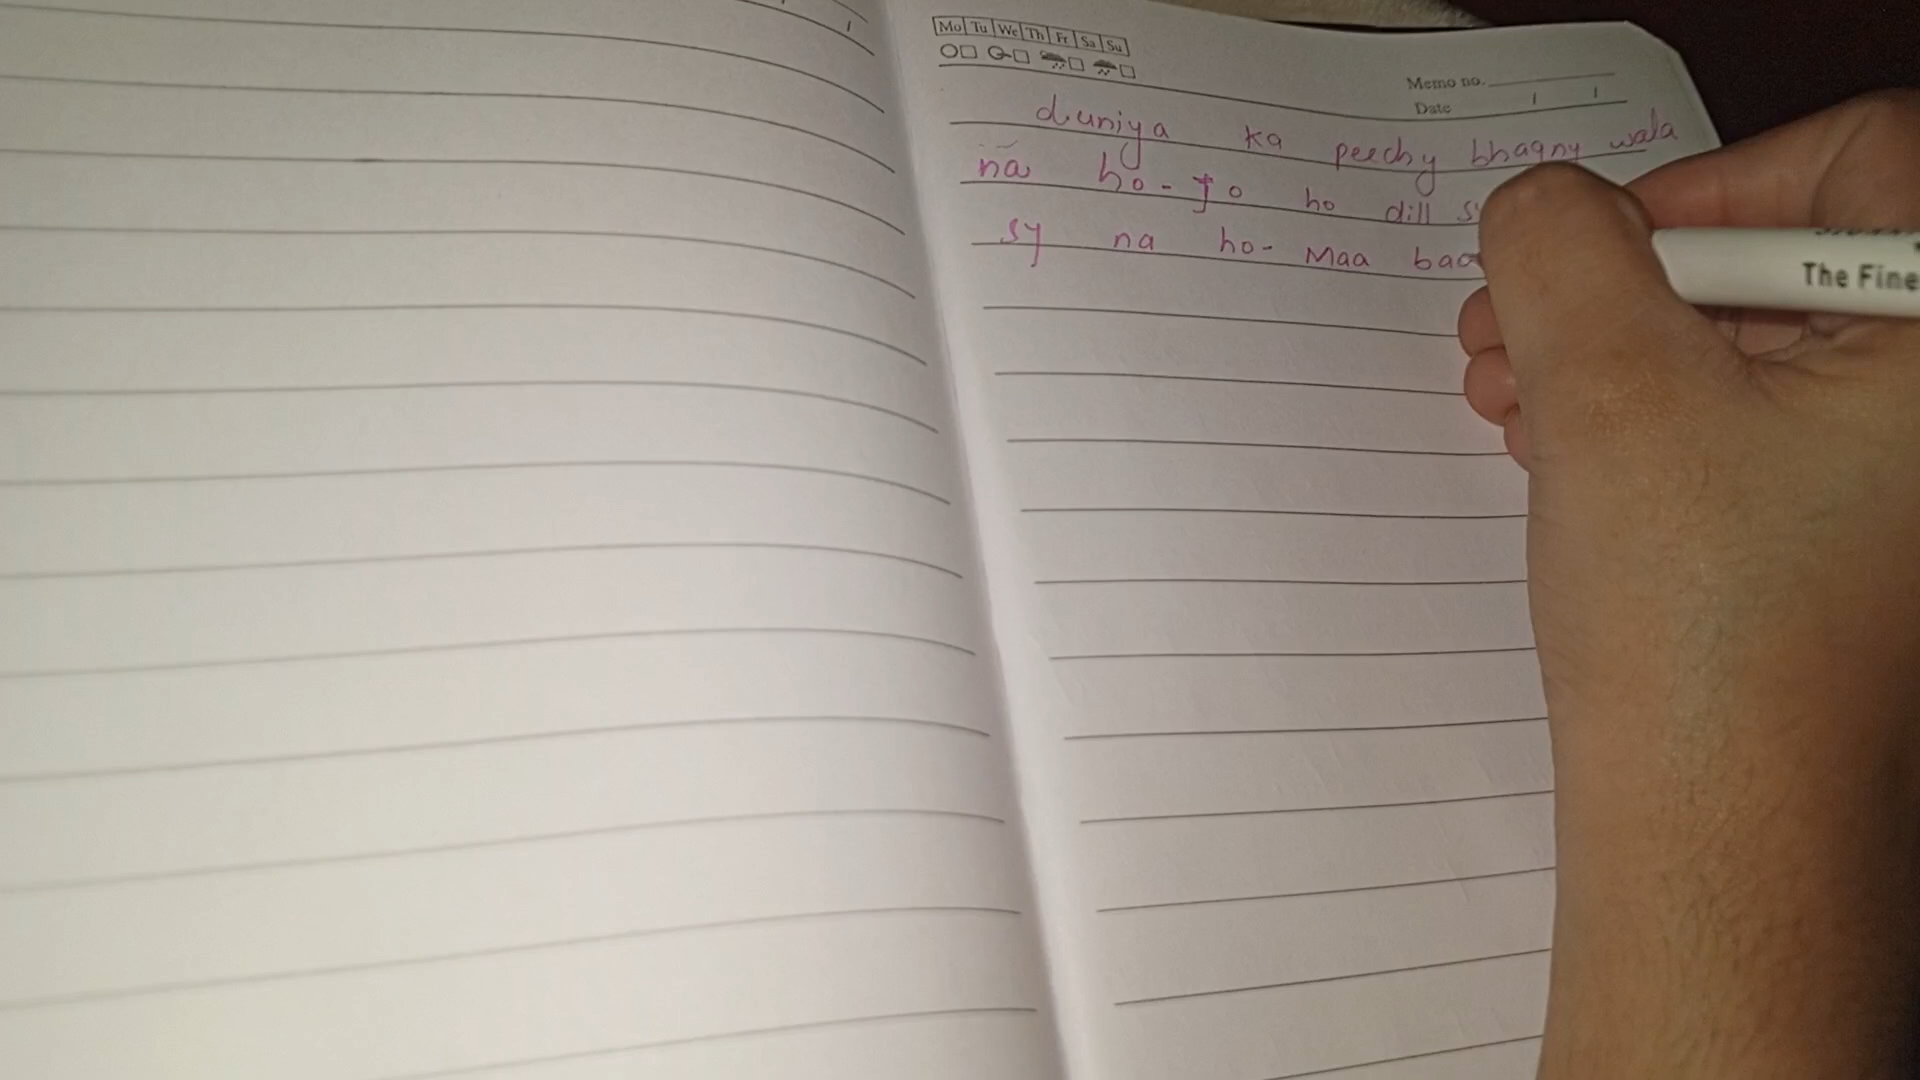 Mo Tu We Th Fr Sa Su
Memo no.
Date / /
duniya ka peechy bhagny wala
na ho- jo ho dill
sy na ho- Maa
The Fine